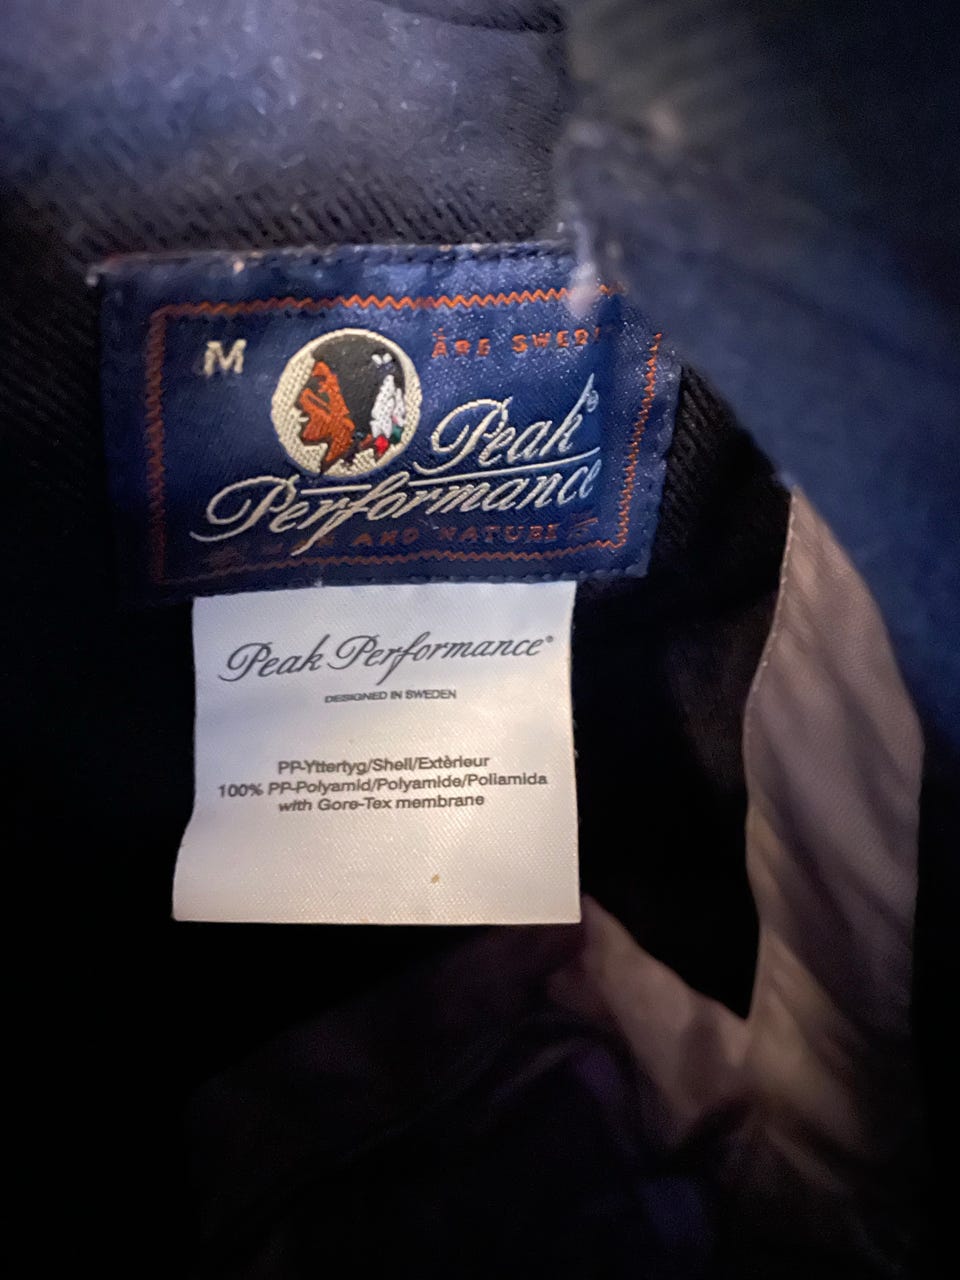 M
ÅRE SWEDE
Peak®
Performance
AND NATURE
Peak Performance®
DESIGNED IN SWEDEN
PP-Yttertyg/Shell/Extèrieur
100% PP-Polyamid/Polyamide/Poliamida
with Gore-Tex membrane